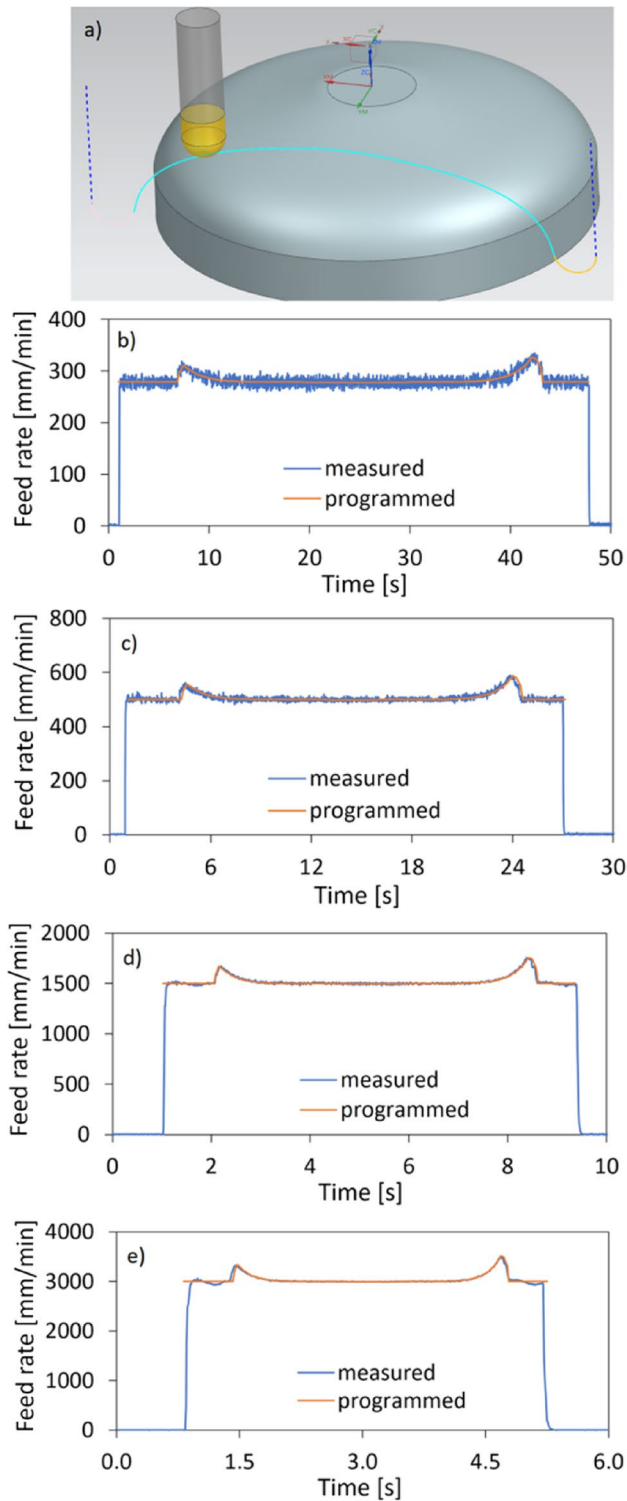 a)
XM
YM
ZC
b)
400
300
200
100
0
Feed rate [mm/min]
measured
programmed
0 10 20 30 40 50
Time [s]
c)
800
600
400
200
0
Feed rate [mm/min]
measured
programmed
0 6 12 18 24 30
Time [s]
d)
2000
1500
1000
500
0
Feed rate [mm/min]
measured
programmed
0 2 4 6 8 10
Time [s]
e)
4000
3000
2000
1000
0
Feed rate [mm/min]
measured
programmed
0.0 1.5 3.0 4.5 6.0
Time [s]